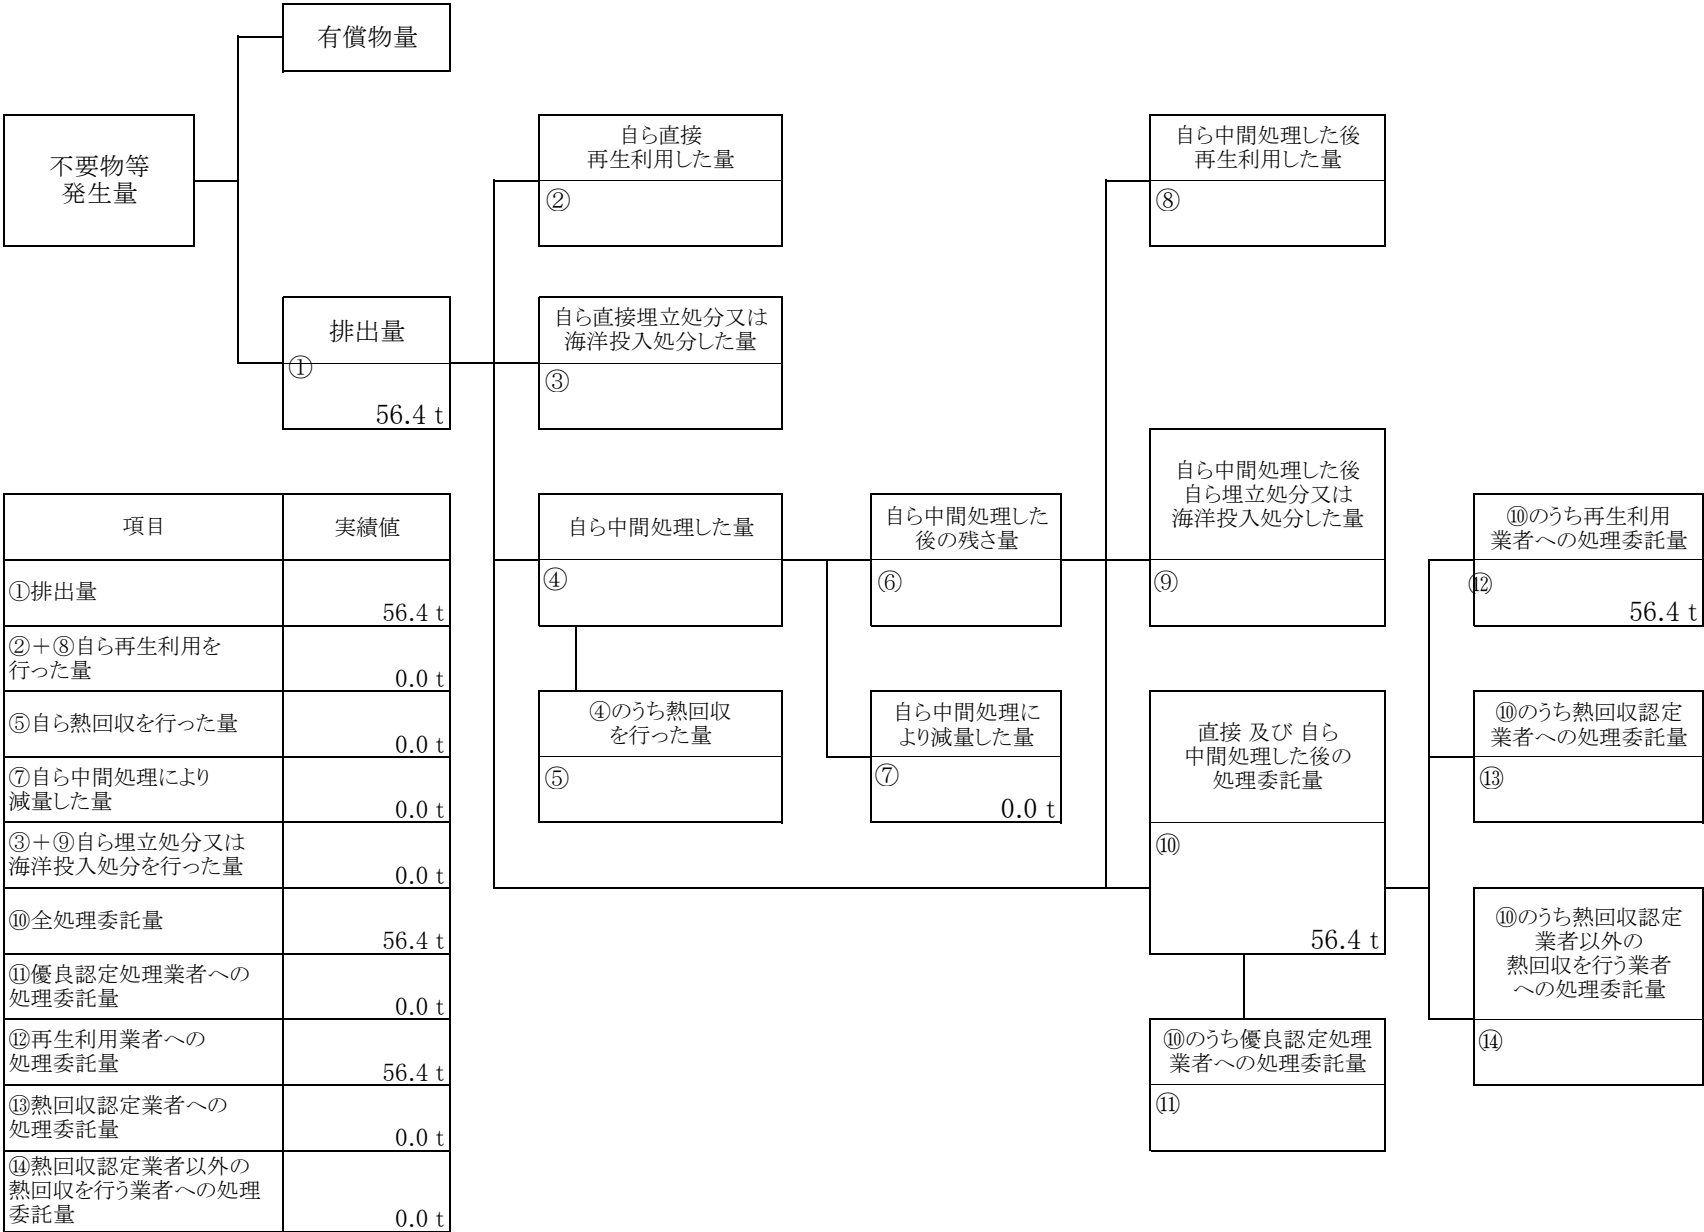 有償物量
不要物等
発生量
自ら直接
再生利用した量
②
自ら中間処理した後
再生利用した量
⑧
排出量
①
56.4 t
自ら直接埋立処分又は
海洋投入処分した量
③
自ら中間処理した量
④
自ら中間処理した
後の残さ量
⑥
自ら中間処理した後
自ら埋立処分又は
海洋投入処分した量
⑨
⑩のうち再生利用
業者への処理委託量
⑫
56.4 t
④のうち熱回収
を行った量
⑤
自ら中間処理に
より減量した量
⑦
0.0 t
直接 及び 自ら
中間処理した後の
処理委託量
⑩
56.4 t
⑩のうち熱回収認定
業者への処理委託量
⑬
⑩のうち熱回収認定
業者以外の
熱回収を行う業者
への処理委託量
⑭
⑩のうち優良認定処理
業者への処理委託量
⑪
項目 実績値
①排出量
56.4 t
②+⑧自ら再生利用を
行った量
0.0 t
⑤自ら熱回収を行った量
0.0 t
⑦自ら中間処理により
減量した量
0.0 t
③+⑨自ら埋立処分又は
海洋投入処分を行った量
0.0 t
⑩全処理委託量
56.4 t
⑪優良認定処理業者への
処理委託量
0.0 t
⑫再生利用業者への
処理委託量
56.4 t
⑬熱回収認定業者への
処理委託量
0.0 t
⑭熱回収認定業者以外の
熱回収を行う業者への処理
委託量
0.0 t